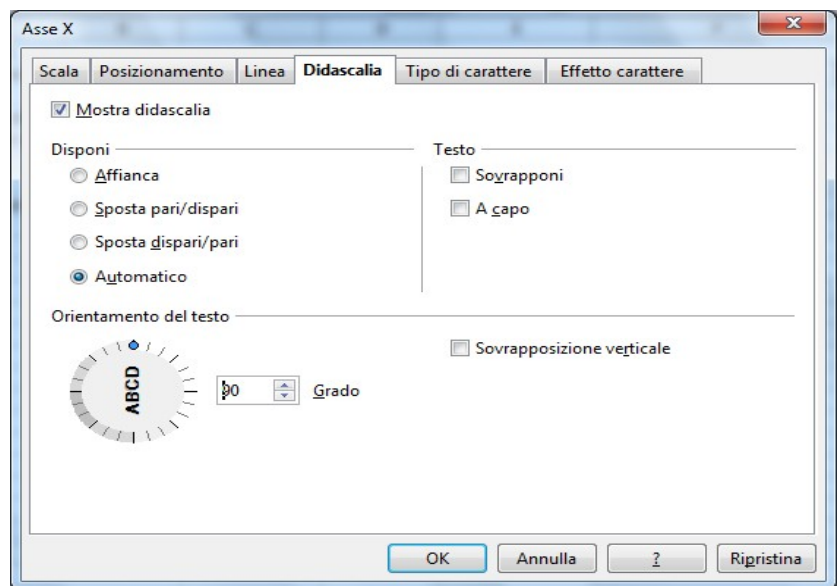 Asse X
Scala Posizionamento Linea Didascalia Tipo di carattere Effetto carattere
Mostra didascalia
Disponi
Testo
Affianca
Sovrapponi
Sposta pari/dispari
A capo
Sposta dispari/pari
Automatico
Orientamento del testo
ABCD
90 Grado
Sovrapposizione verticale
OK Annulla ? Ripristina